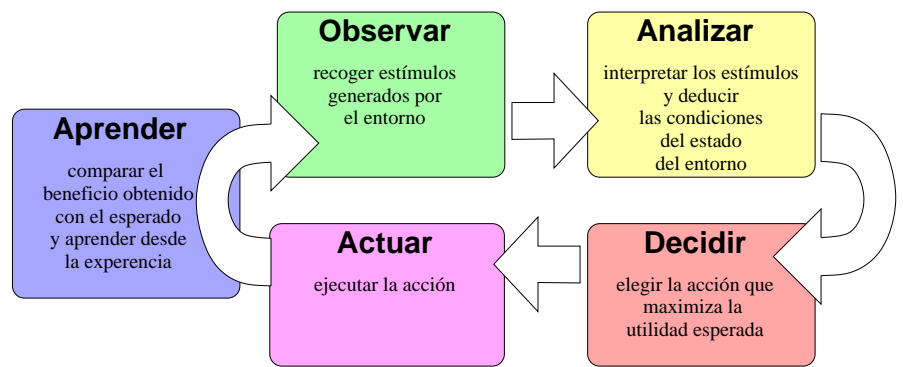 Observar
recoger estímulos
generados por
el entorno
Analizar
interpretar los estímulos
y deducir
las condiciones
del estado
del entorno
Decidir
elegir la acción que
maximiza la
utilidad esperada
Actuar
ejecutar la acción
Aprender
comparar el
beneficio obtenido
con el esperado
y aprender desde
la experencia